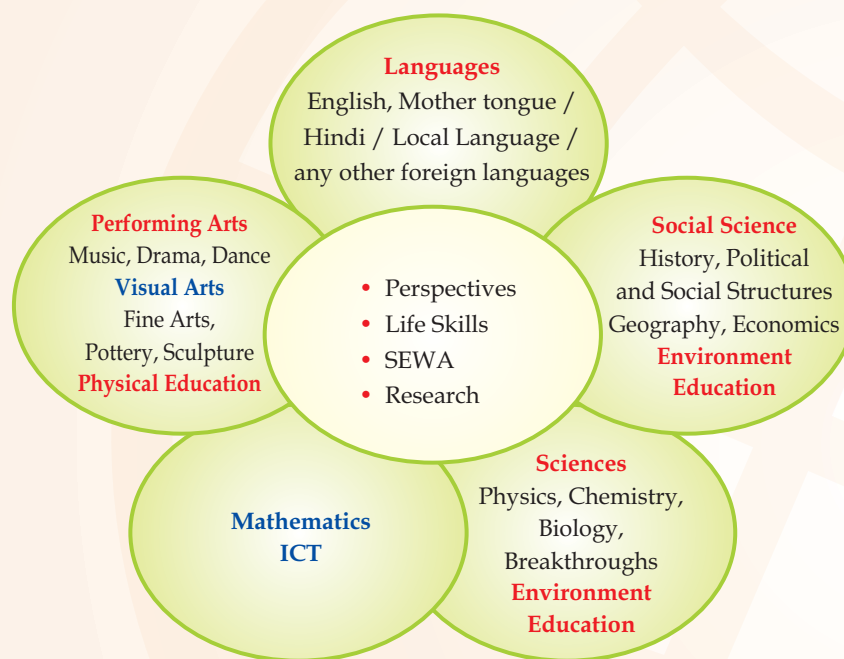 Languages
English, Mother tongue /
Hindi / Local Language /
any other foreign languages
Performing Arts
Music, Drama, Dance
Visual Arts
Fine Arts,
Pottery, Sculpture
Physical Education
• Perspectives
• Life Skills
• SEWA
• Research
Social Science
History, Political
and Social Structures
Geography, Economics
Environment
Education
Mathematics
ICT
Sciences
Physics, Chemistry,
Biology,
Breakthroughs
Environment
Education